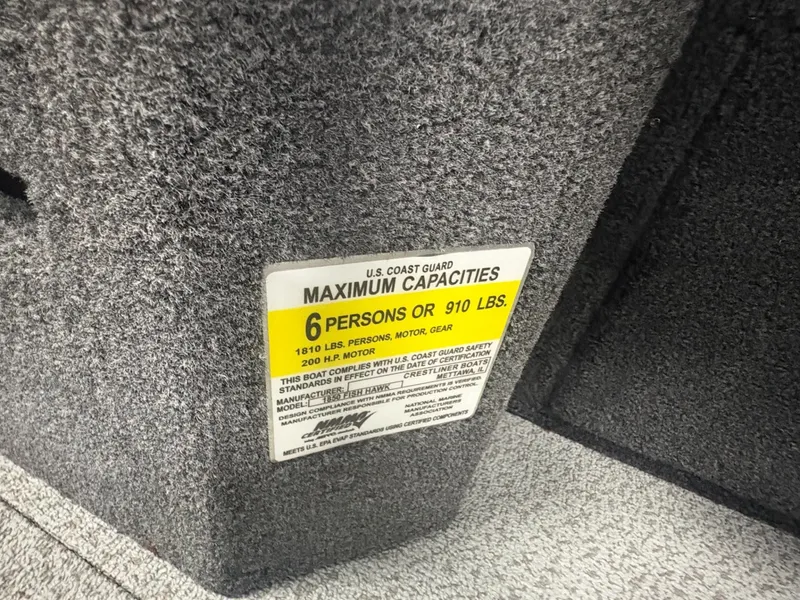 U.S. COAST GUARD
MAXIMUM CAPACITIES
6 PERSONS OR 910 LBS.
1810 LBS. PERSONS, MOTOR, GEAR
200 H.P. MOTOR
THIS BOAT COMPLIES WITH U.S. COAST GUARD SAFETY
STANDARDS IN EFFECT ON THE DATE OF CERTIFICATION
MANUFACTURER: CRESTLINER BOATS
METTAWA, IL
MODEL: 1850 FISH HAWK
DESIGN COMPLIANCE WITH NMMA REQUIREMENTS IS VERIFIED.
MANUFACTURER RESPONSIBLE FOR PRODUCTION CONTROL.
NMMA
CERTIFIED
NATIONAL MARINE
MANUFACTURERS
ASSOCIATION
MEETS U.S. EPA EVAP STANDARDS USING CERTIFIED COMPONENTS